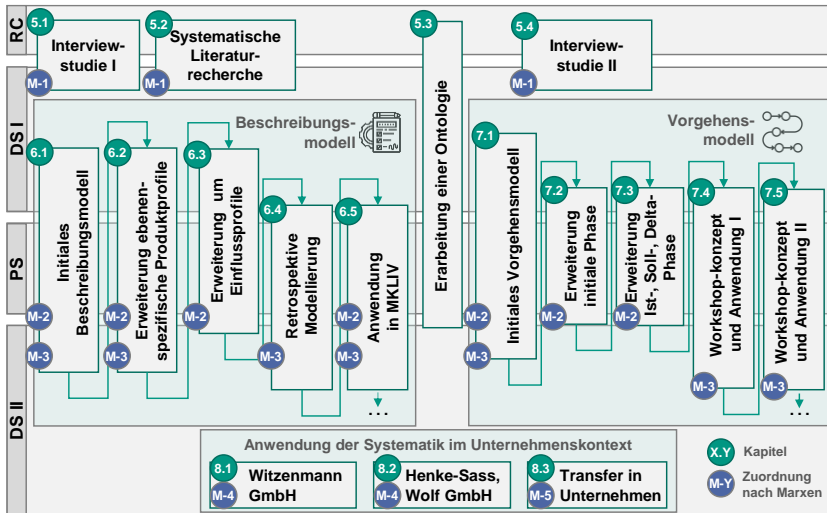 RC
5.1
Interview-
studie I
M-1
5.2
Systematische
Literatur-
recherche
M-1
5.3
Erarbeitung einer Ontologie
5.4
Interview-
studie II
M-1
DS I
PS
DS II
Beschreibungs-
modell
6.1
Initiales
Beschreibungsmodell
M-2
M-3
6.2
Erweiterung ebenen-
spezifische Produktprofile
M-2
M-3
6.3
Erweiterung um
Einflussprofile
M-2
6.4
Retrospektive
Modellierung
M-3
6.5
Anwendung
in MKLIV
M-2
M-3
...
Vorgehens-
modell
7.1
Initiales Vorgehensmodell
M-2
M-3
7.2
Erweiterung
initiale Phase
M-2
7.3
Erweiterung
Ist-, Soll-, Delta-
Phase
M-2
7.4
Workshop-konzept
und Anwendung I
M-3
7.5
Workshop-konzept
und Anwendung II
M-3
...
Anwendung der Systematik im Unternehmenskontext
8.1
Witzenmann
GmbH
M-4
8.2
Henke-Sass,
Wolf GmbH
M-4
8.3
Transfer in
Unternehmen
M-5
X.Y
Kapitel
M-Y
Zuordnung
nach Marxen